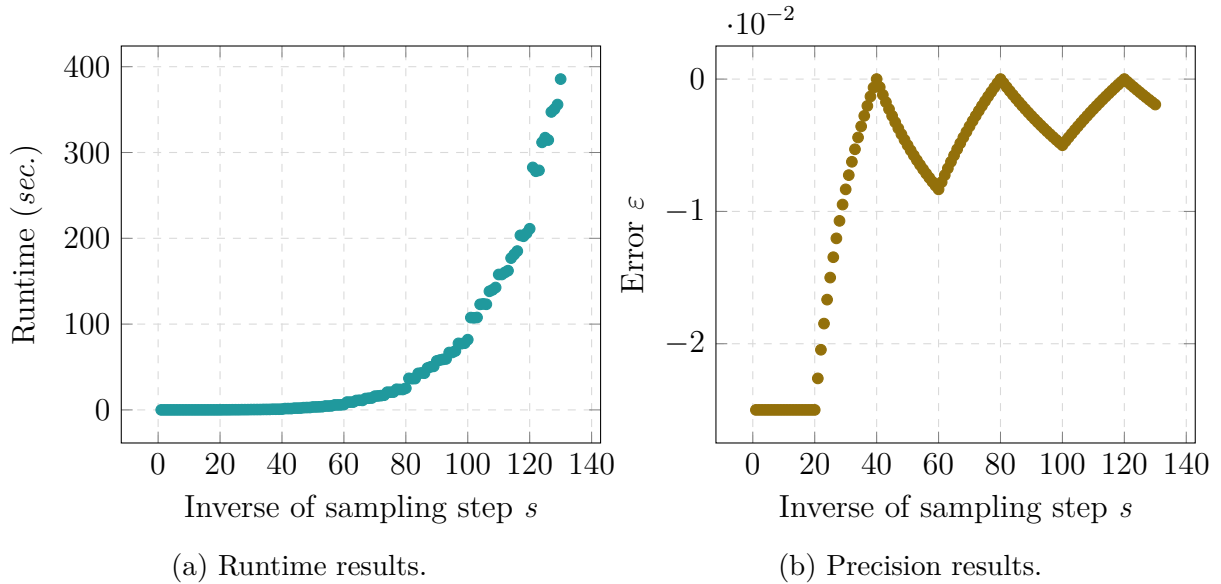 400
300
200
100
0
0 20 40 60 80 100 120 140
Runtime (sec.)
Inverse of sampling step s
(a) Runtime results.
·10⁻²
0
−1
−2
0 20 40 60 80 100 120 140
Error ε
Inverse of sampling step s
(b) Precision results.